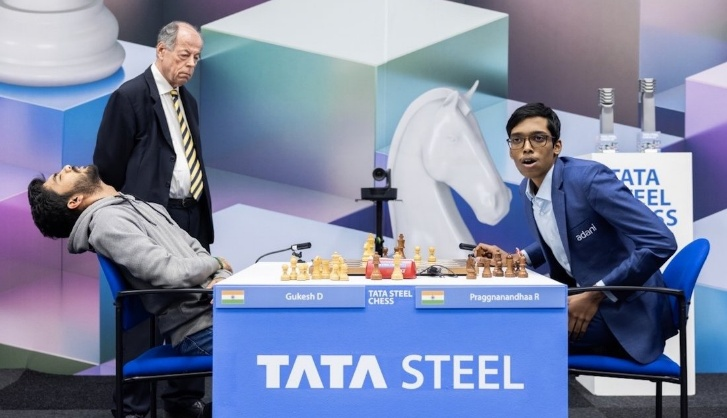 TATA
STEEL
CHESS
adani
Gukesh D
TATA STEEL
CHESS
Praggnanandhaa R
TATA STEEL